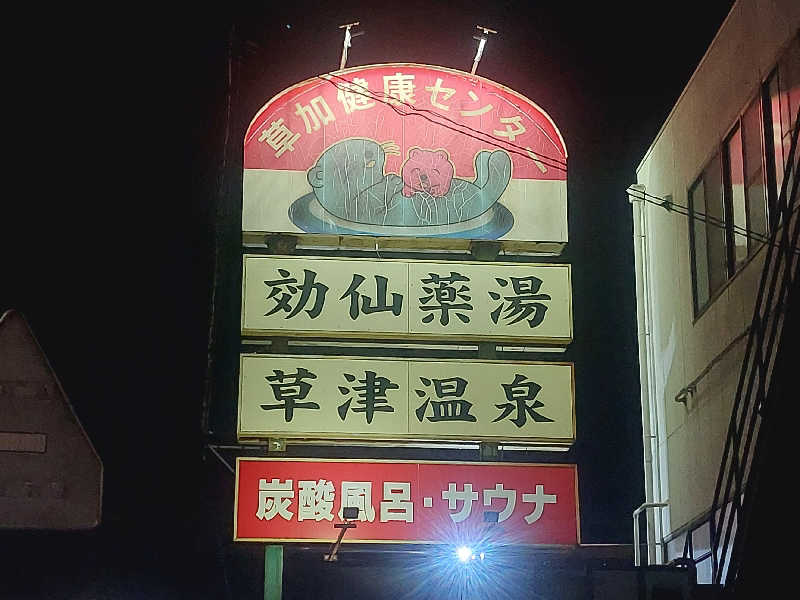 草加健康センター
効仙薬湯
草津温泉
炭酸風呂・サウナ